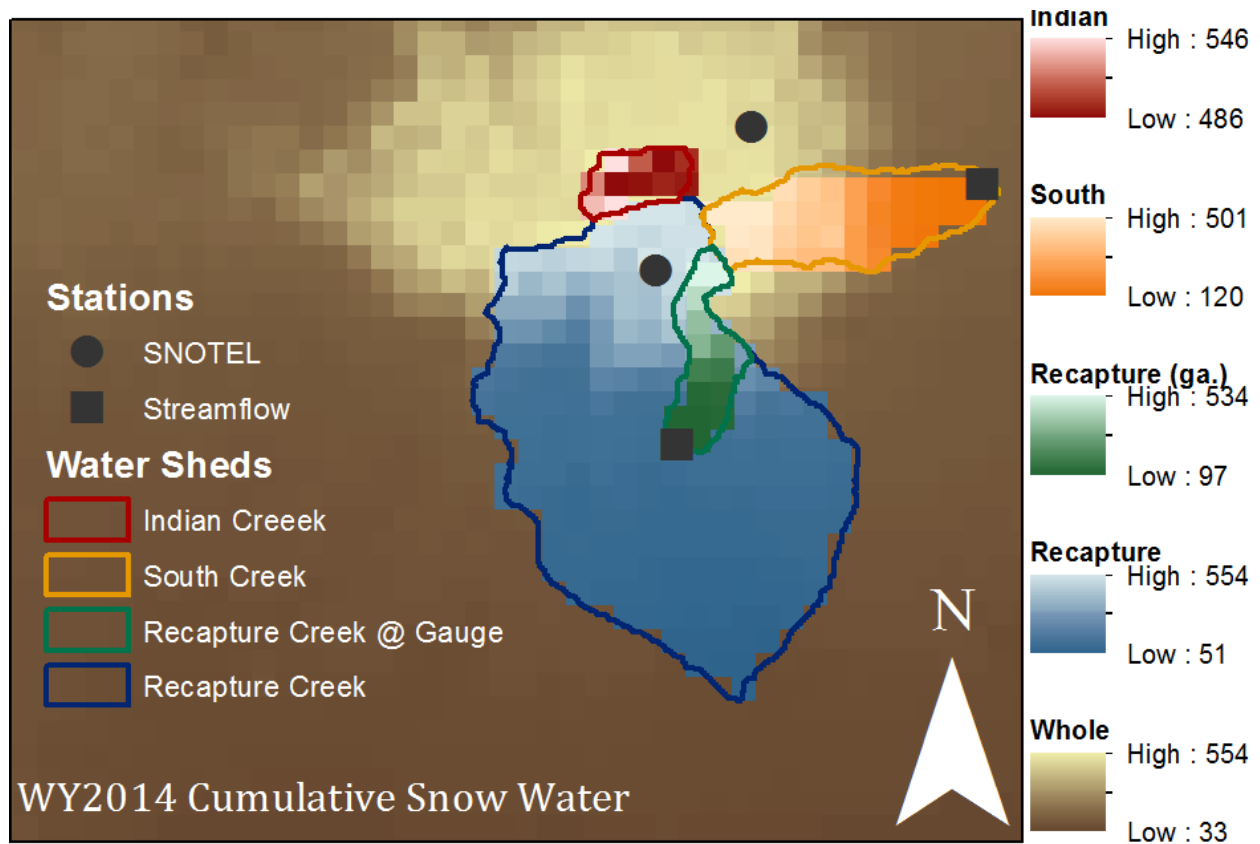 Indian
High : 546
Low : 486
South
High : 501
Low : 120
Recapture (ga.)
High : 534
Low : 97
Recapture
High : 554
Low : 51
Whole
High : 554
Low : 33
Stations
SNOTEL
Streamflow
Water Sheds
Indian Creeek
South Creek
Recapture Creek @ Gauge
Recapture Creek
N
WY2014 Cumulative Snow Water